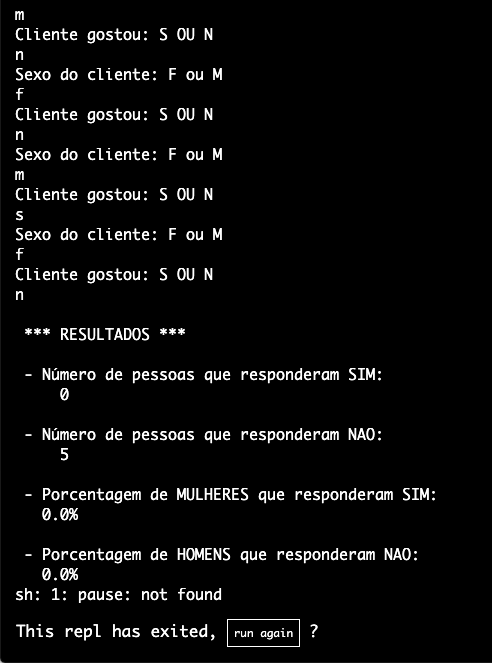 m
Cliente gostou: S OU N
n
Sexo do cliente: F ou M
f
Cliente gostou: S OU N
n
Sexo do cliente: F ou M
m
Cliente gostou: S OU N
s
Sexo do cliente: F ou M
f
Cliente gostou: S OU N
n
*** RESULTADOS ***
- Número de pessoas que responderam SIM:
0
- Número de pessoas que responderam NAO:
5
- Porcentagem de MULHERES que responderam SIM:
0.0%
- Porcentagem de HOMENS que responderam NAO:
0.0%
sh: 1: pause: not found
This repl has exited, run again ?